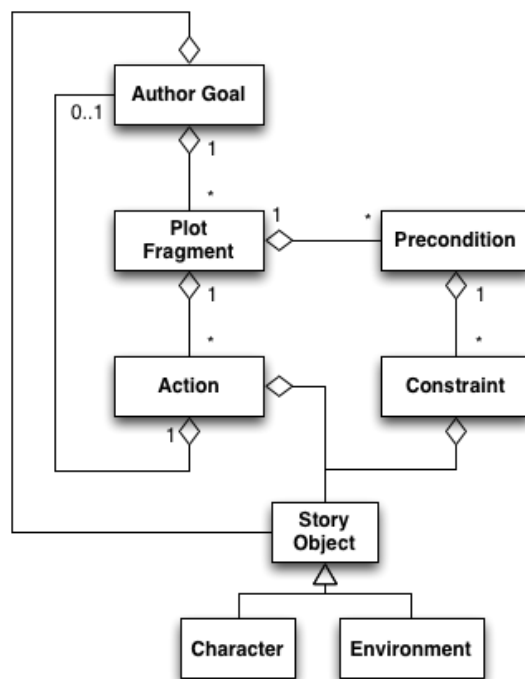 Author Goal
0..1
1
*
Plot
Fragment
1
*
Precondition
1
1
*
*
Action
Constraint
1
Story
Object
Character
Environment